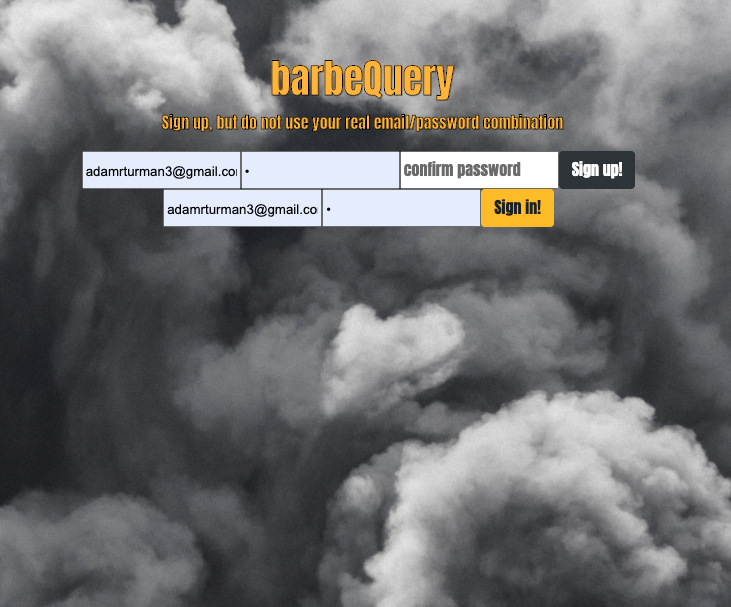 barbeQuery
Sign up, but do not use your real email/password combination
adamrturman3@gmail.co • confirm password Sign up!
adamrturman3@gmail.co • Sign in!